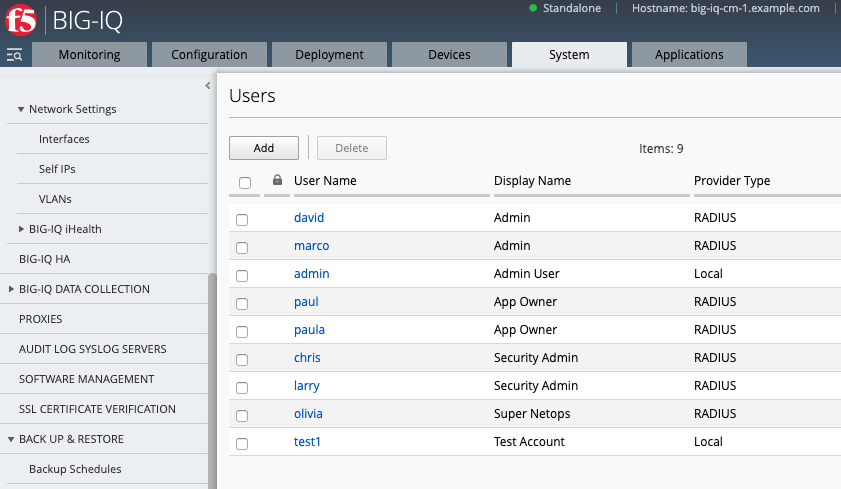 f5 BIG-IQ
Standalone Hostname: big-iq-cm-1.example.com
Monitoring Configuration Deployment Devices System Applications
Network Settings
Interfaces
Self IPs
VLANs
BIG-IQ iHealth
BIG-IQ HA
BIG-IQ DATA COLLECTION
PROXIES
AUDIT LOG SYSLOG SERVERS
SOFTWARE MANAGEMENT
SSL CERTIFICATE VERIFICATION
BACK UP & RESTORE
Backup Schedules
Users
Add Delete Items: 9
User Name Display Name Provider Type
david Admin RADIUS
marco Admin RADIUS
admin Admin User Local
paul App Owner RADIUS
paula App Owner RADIUS
chris Security Admin RADIUS
larry Security Admin RADIUS
olivia Super Netops RADIUS
test1 Test Account Local